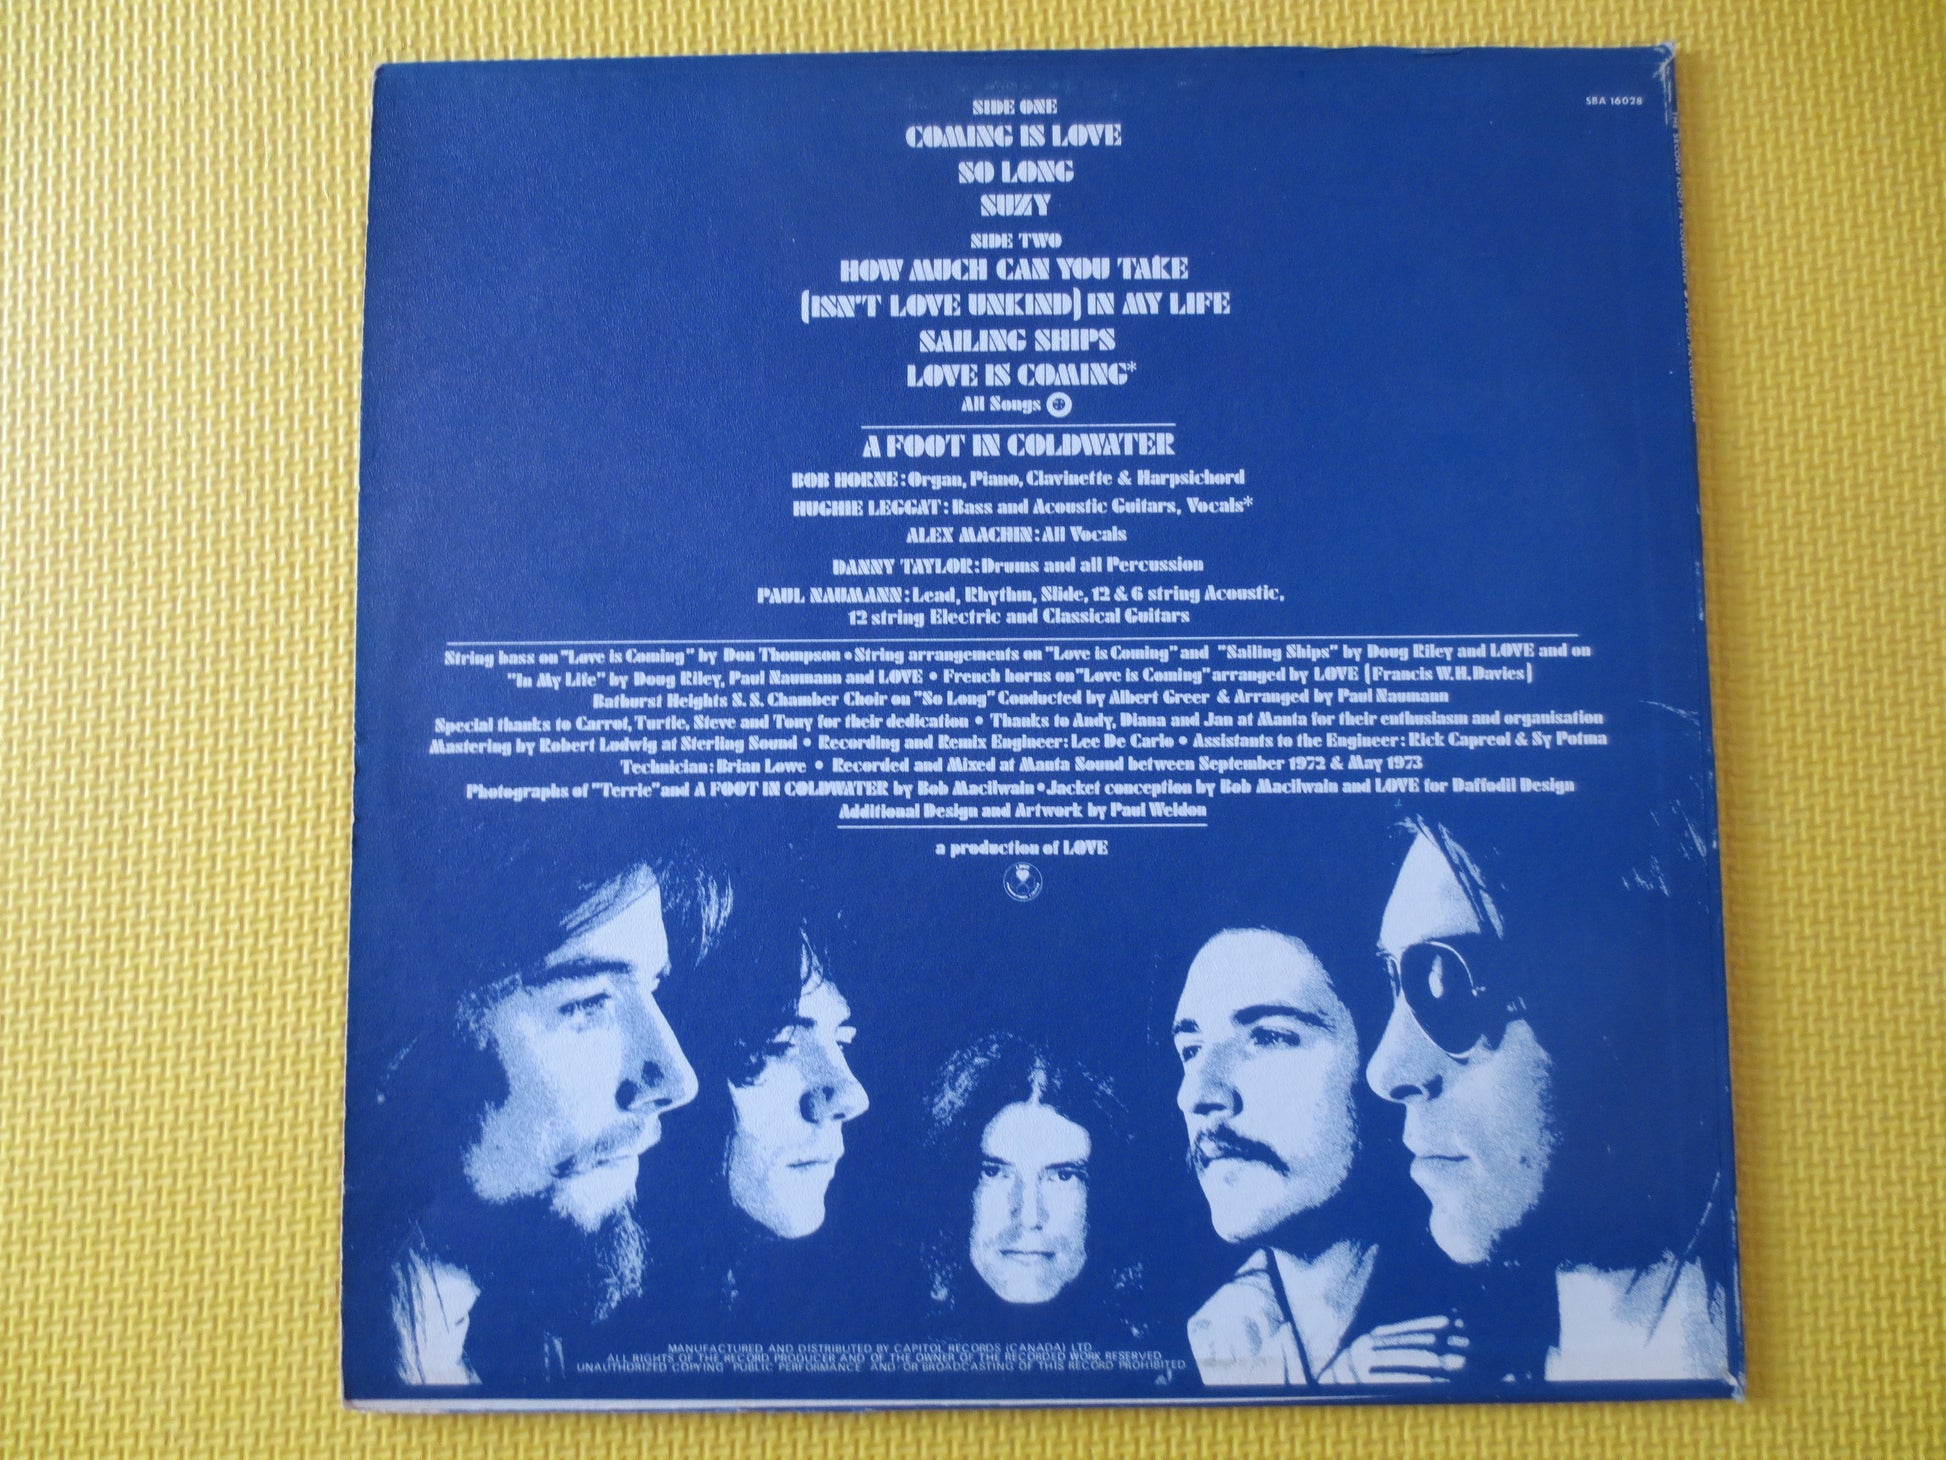 SBA 16028
SIDE ONE
COMING IS LOVE
SO LONG
SUZY
SIDE TWO
HOW MUCH CAN YOU TAKE
(ISN'T LOVE UNKIND) IN MY LIFE
SAILING SHIPS
LOVE IS COMING*
All Songs
A FOOT IN COLDWATER
BOB HORNE: Organ, Piano, Clavinette & Harpsichord
HUGHIE LEGGAT: Bass and Acoustic Guitars, Vocals*
ALEX MACHIN: All Vocals
DANNY TAYLOR: Drums and all Percussion
PAUL NAUMANN: Lead, Rhythm, Slide, 12 & 6 string Acoustic,
12 string Electric and Classical Guitars
String bass on "Love is Coming" by Don Thompson • String arrangements on "Love is Coming" and "Sailing Ships" by Doug Riley and LOVE and on
"In My Life" by Doug Riley, Paul Naumann and LOVE • French horns on "Love is Coming" arranged by LOVE (Francis W.H. Davies)
Bathurst Heights S. S. Chamber Choir on "So Long" Conducted by Albert Greer & Arranged by Paul Naumann
Special thanks to Carrot, Turtle, Steve and Tony for their dedication • Thanks to Andy, Diana and Jan at Manta for their enthusiasm and organisation
Mastering by Robert Ludwig at Sterling Sound • Recording and Remix Engineer: Lee De Carlo • Assistants to the Engineer: Rick Capreol & Sy Potma
Technician: Brian Lowe • Recorded and Mixed at Manta Sound between September 1972 & May 1973
Photographs of "Terrie" and A FOOT IN COLDWATER by Bob Macilwain • Jacket conception by Bob Macilwain and LOVE for Daffodil Design
Additional Design and Artwork by Paul Weldon
a production of LOVE
MANUFACTURED AND DISTRIBUTED BY CAPITOL RECORDS (CANADA) LTD.
ALL RIGHTS OF THE RECORD PRODUCER AND OF THE OWNER OF THE RECORDED WORK RESERVED.
UNAUTHORIZED COPYING PUBLIC PERFORMANCE AND/OR BROADCASTING OF THIS RECORD PROHIBITED